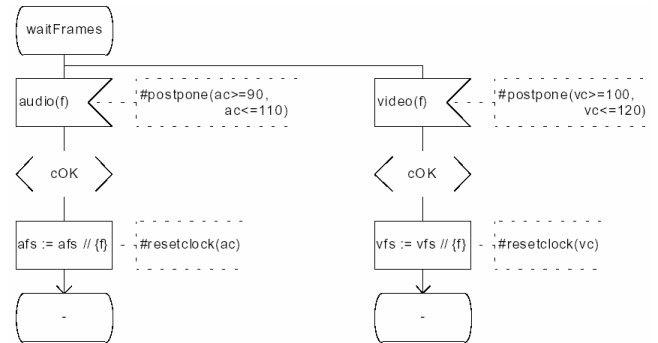 waitFrames
audio(f)
#postpone(ac>=90,
ac<=110)
video(f)
#postpone(vc>=100,
vc<=120)
cOK
cOK
afs := afs // {f}
#resetclock(ac)
vfs := vfs // {f}
#resetclock(vc)
-
-